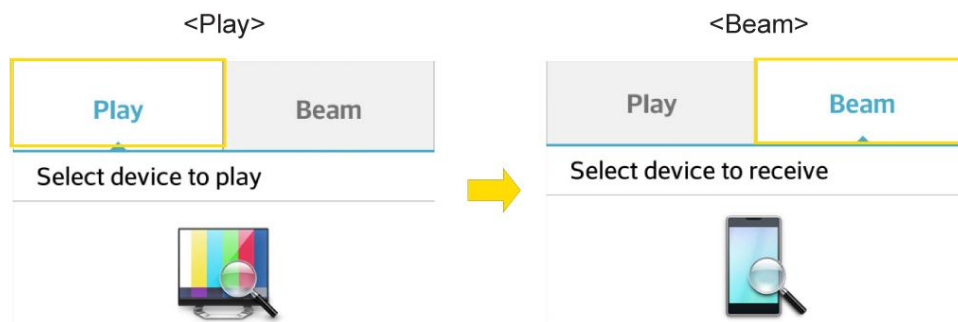 <Play>
Play Beam
Select device to play
<Beam>
Play Beam
Select device to receive